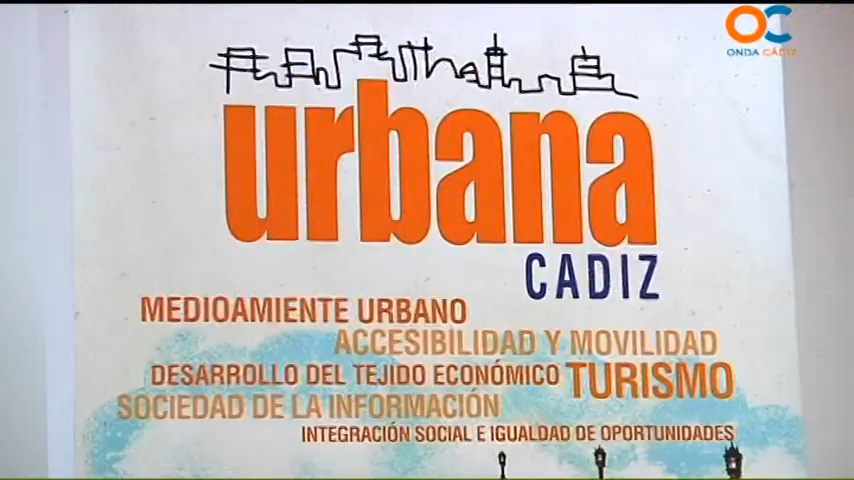 OC
ONDA CÁDIZ
urbana
CADIZ
MEDIOAMIENTE URBANO
ACCESIBILIDAD Y MOVILIDAD
DESARROLLO DEL TEJIDO ECONÓMICO TURISMO
SOCIEDAD DE LA INFORMACIÓN
INTEGRACIÓN SOCIAL E IGUALDAD DE OPORTUNIDADES